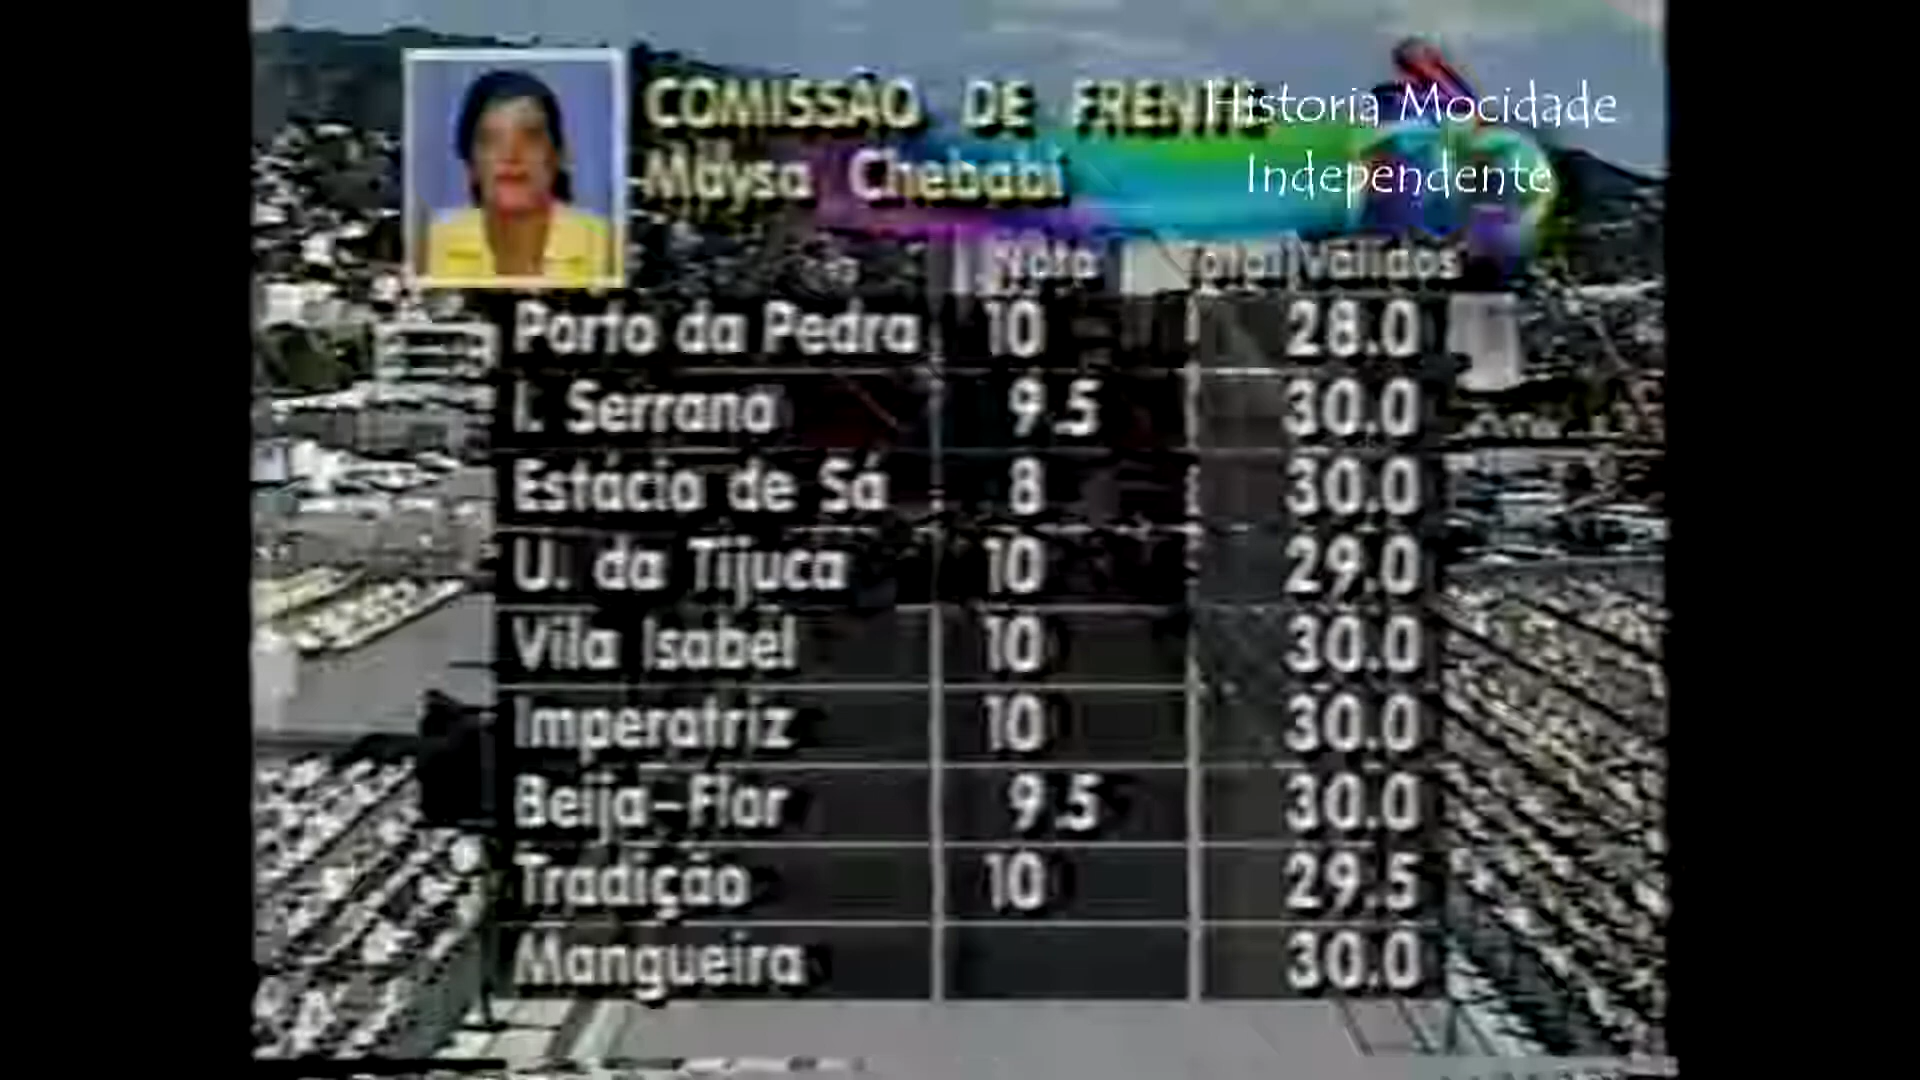 COMISSÃO DE FRENTE
Historia Mocidade
Maysa Chebabi
Independente
Nota Total Válidos
Porto da Pedra 10 28.0
I. Serrano 9.5 30.0
Estácio de Sá 8 30.0
U. da Tijuca 10 29.0
Vila Isabel 10 30.0
Imperatriz 10 30.0
Beija-Flor 9.5 30.0
Tradição 10 29.5
Mangueira 30.0